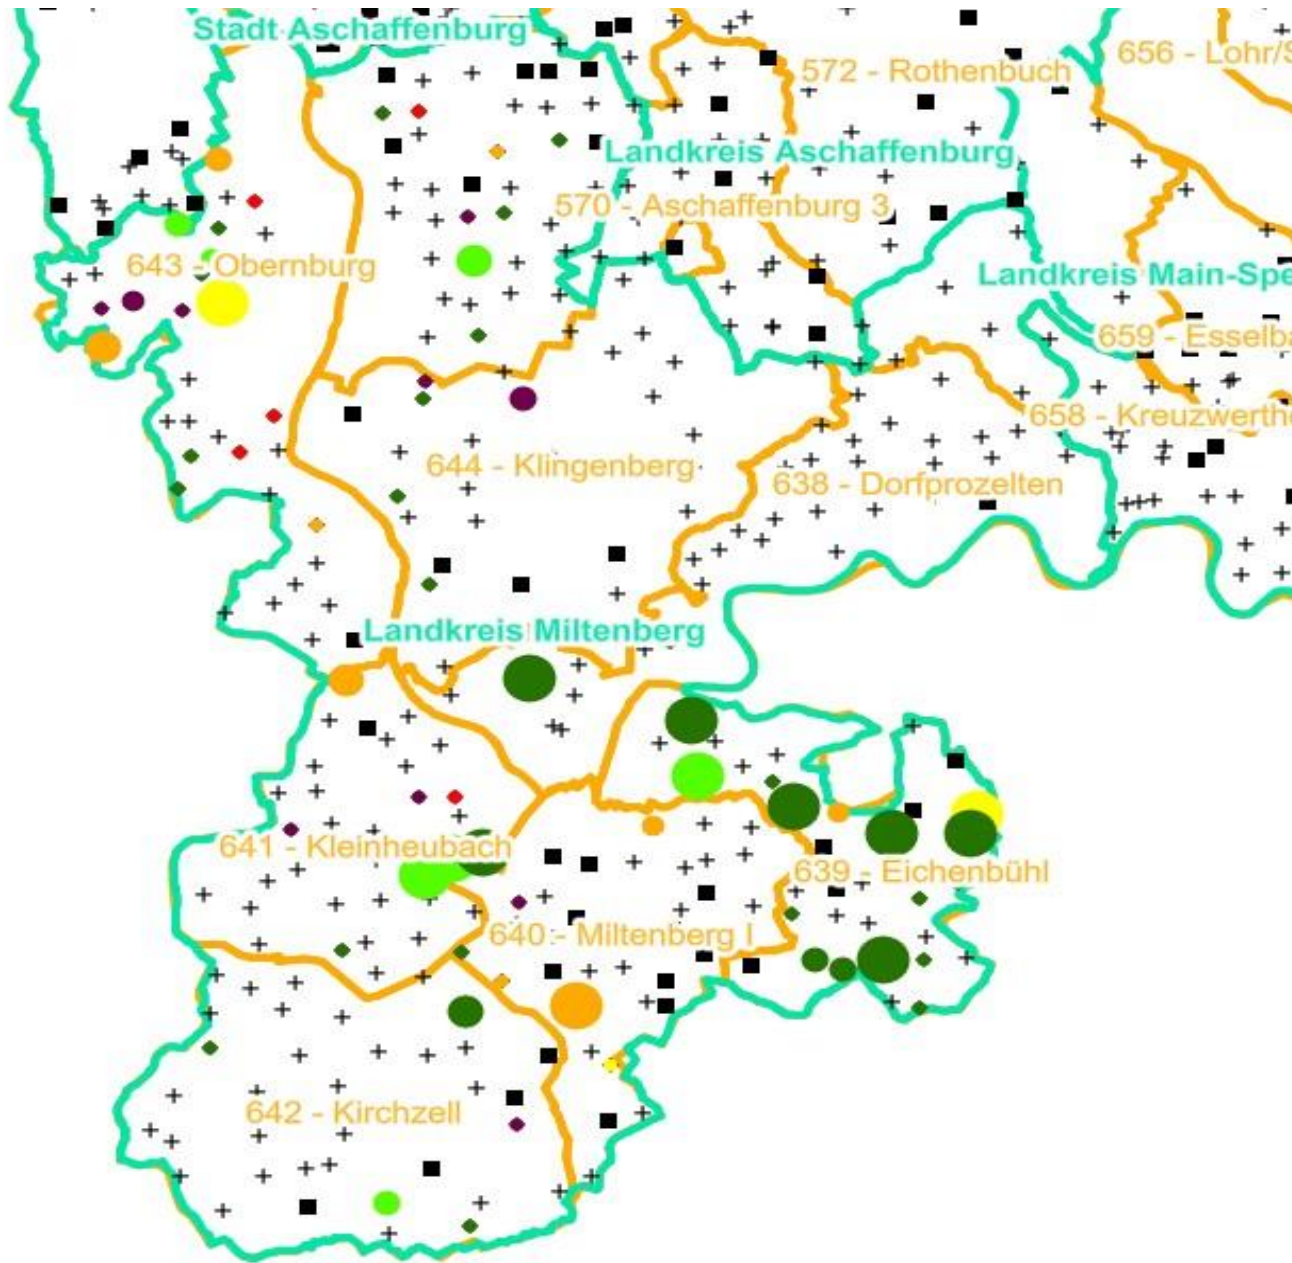 Stadt Aschaffenburg
656 - Lohr/S
572 - Rothenbuch
Landkreis Aschaffenburg
570 - Aschaffenburg 3
643 - Obernburg
Landkreis Main-Spe
659 - Esselba
658 - Kreuzwerthe
644 - Klingenberg
638 - Dorfprozelten
Landkreis Miltenberg
641 - Kleinheubach
639 - Eichenbühl
640 - Miltenberg I
642 - Kirchzell